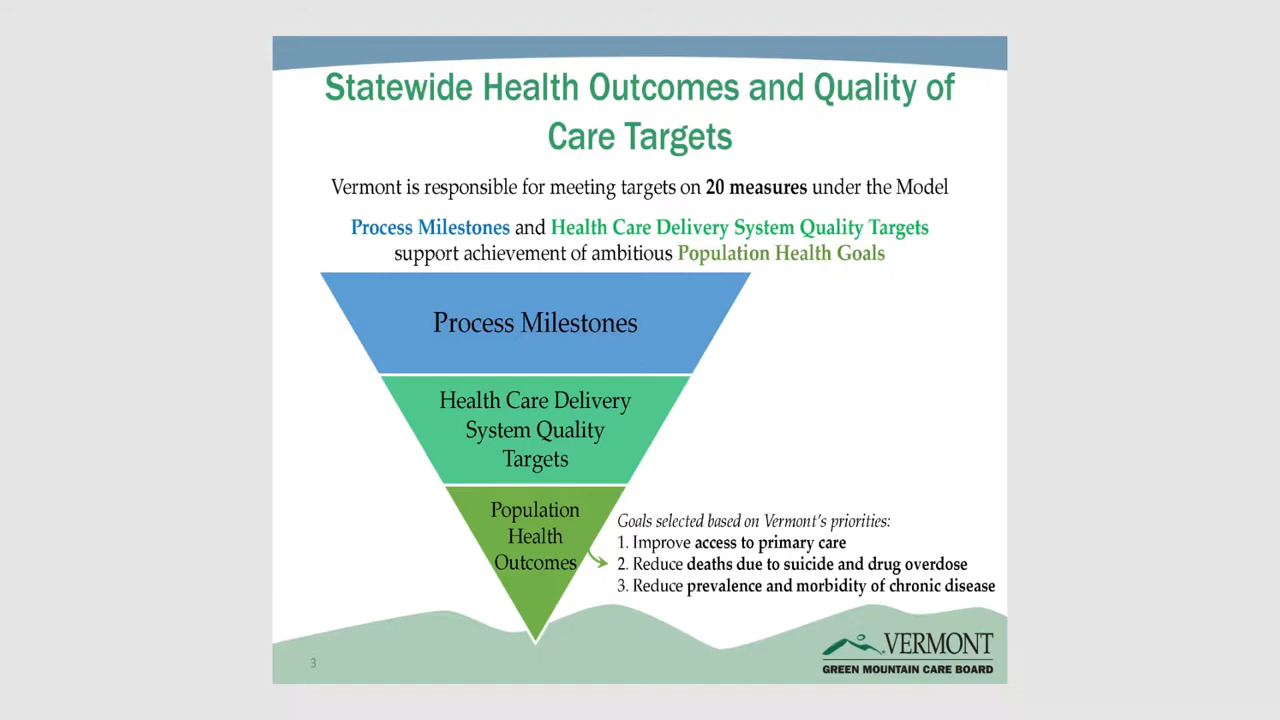 Statewide Health Outcomes and Quality of
Care Targets
Vermont is responsible for meeting targets on 20 measures under the Model
Process Milestones and Health Care Delivery System Quality Targets
support achievement of ambitious Population Health Goals
Process Milestones
Health Care Delivery
System Quality
Targets
Population
Health
Outcomes
Goals selected based on Vermont's priorities:
1. Improve access to primary care
2. Reduce deaths due to suicide and drug overdose
3. Reduce prevalence and morbidity of chronic disease
3
VERMONT
GREEN MOUNTAIN CARE BOARD